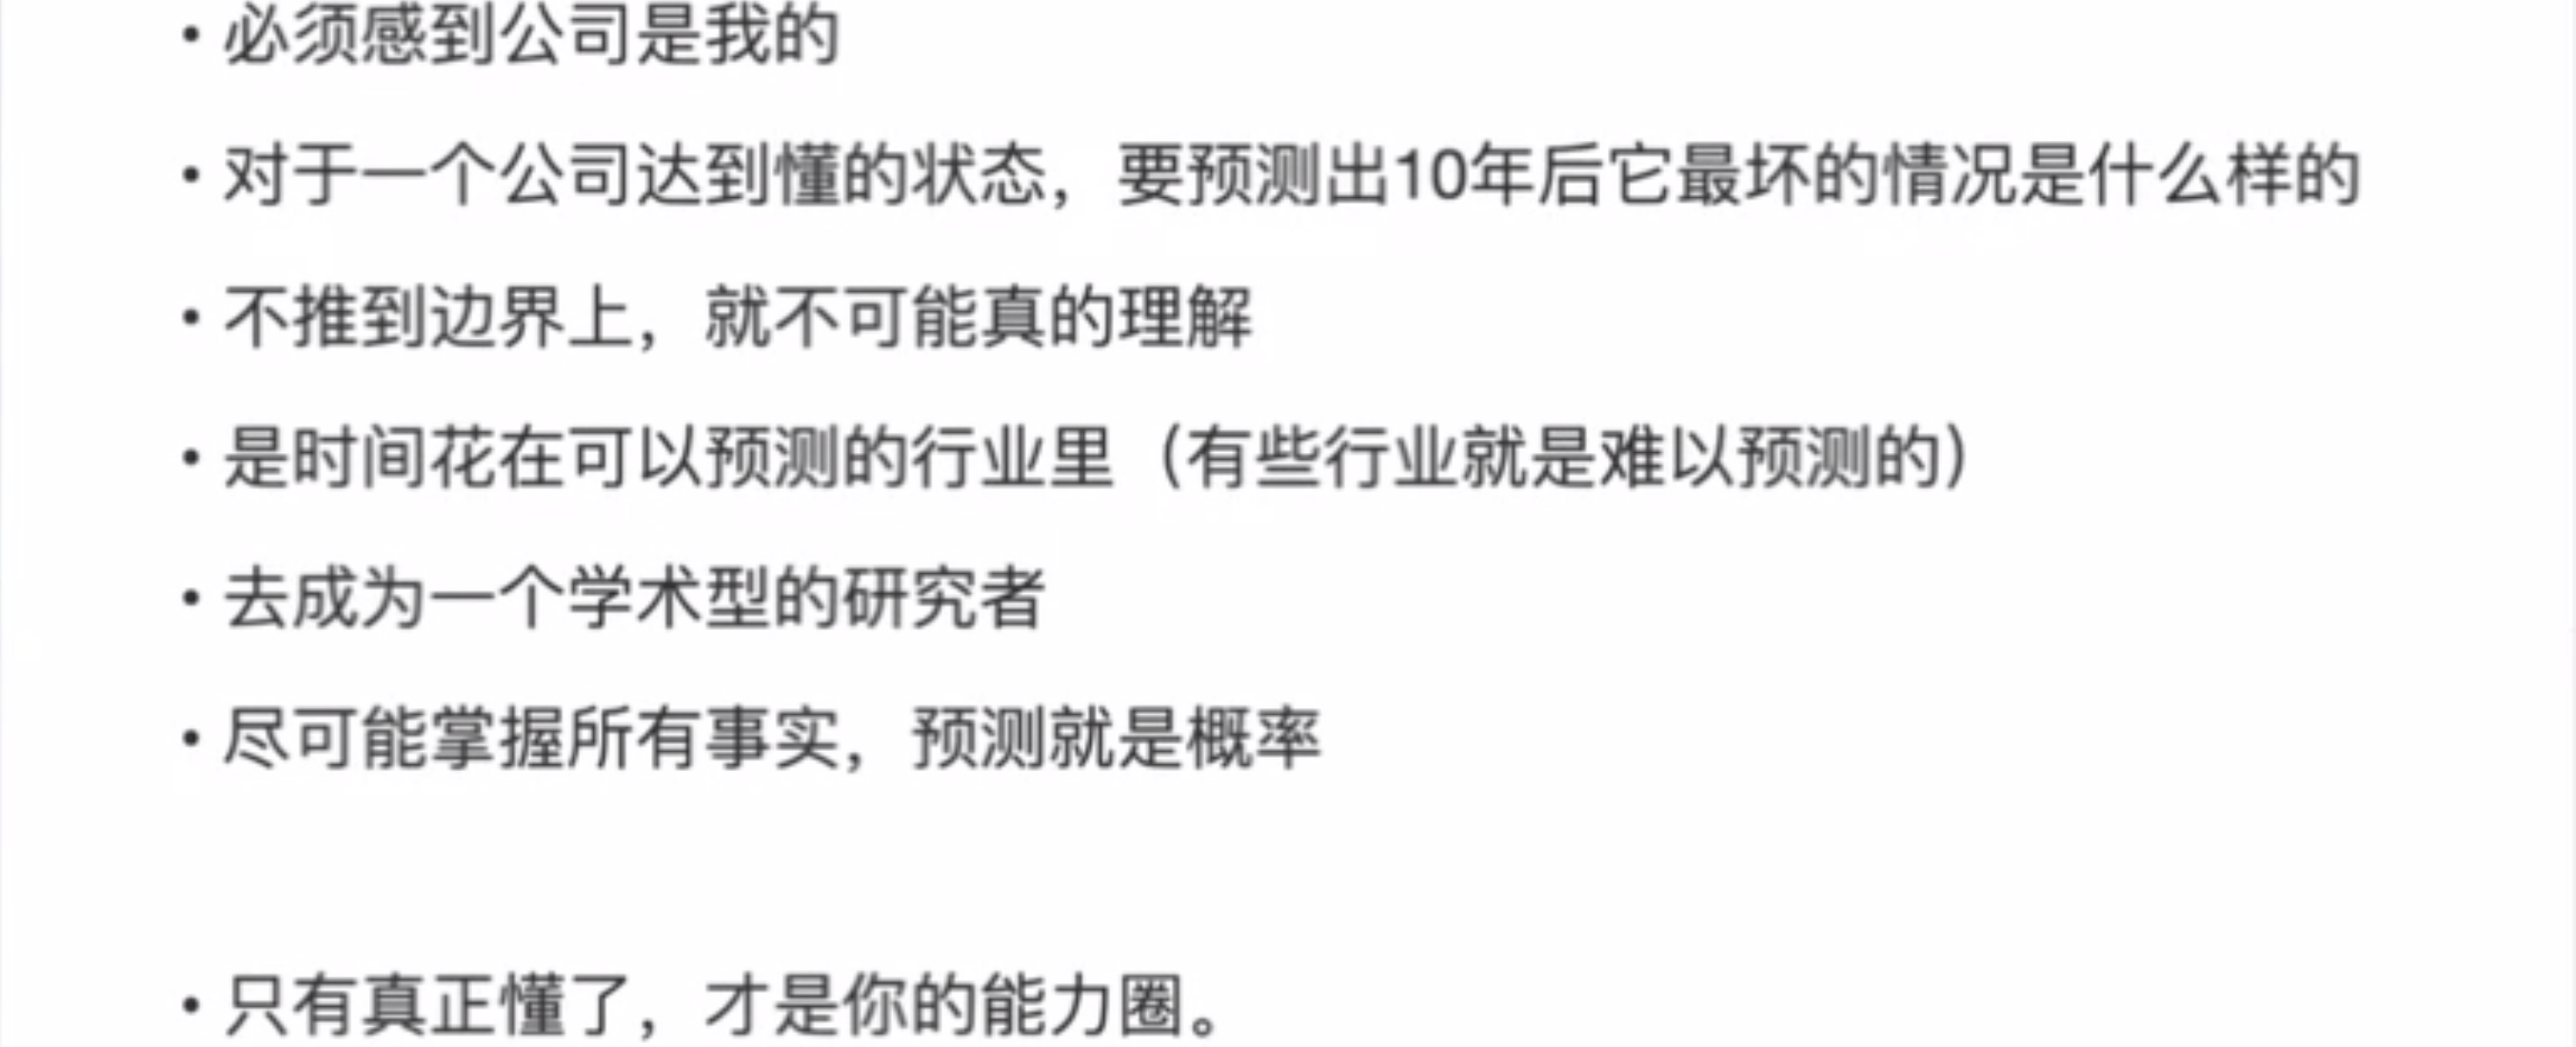 • 必须感到公司是我的
• 对于一个公司达到懂的状态，要预测出10年后它最坏的情况是什么样的
• 不推到边界上，就不可能真的理解
• 是时间花在可以预测的行业里（有些行业就是难以预测的）
• 去成为一个学术型的研究者
• 尽可能掌握所有事实，预测就是概率
• 只有真正懂了，才是你的能力圈。